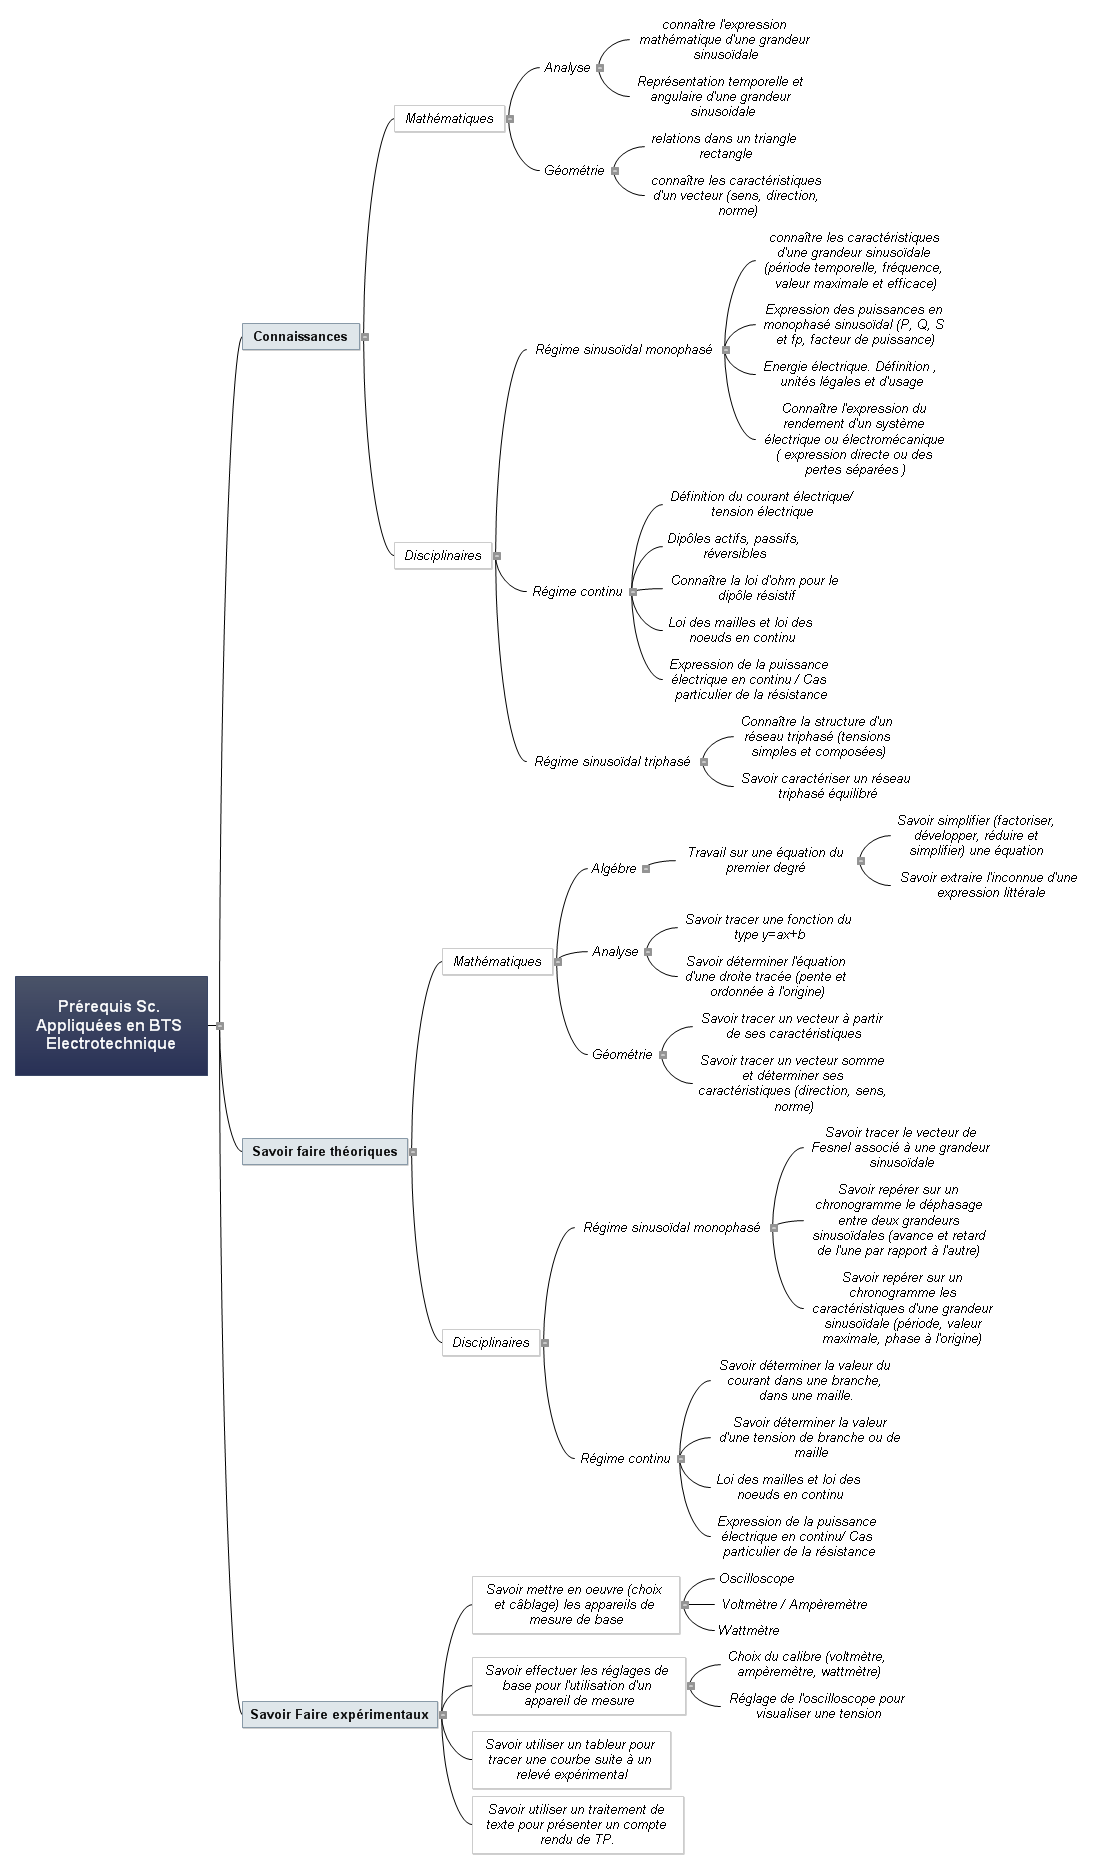 connaître l'expression
mathématique d'une grandeur
sinusoïdale
Analyse
Représentation temporelle et
angulaire d'une grandeur
sinusoidale
Mathématiques
relations dans un triangle
rectangle
Géométrie
connaître les caractéristiques
d'un vecteur (sens, direction,
norme)
connaître les caractéristiques
d'une grandeur sinusoïdale
(période temporelle, fréquence,
valeur maximale et efficace)
Expression des puissances en
monophasé sinusoïdal (P, Q, S
et fp, facteur de puissance)
Connaissances
Régime sinusoïdal monophasé
Energie électrique. Définition ,
unités légales et d'usage
Connaître l'expression du
rendement d'un système
électrique ou électromécanique
( expression directe ou des
pertes séparées )
Définition du courant électrique/
tension électrique
Dipôles actifs, passifs,
réversibles
Disciplinaires
Régime continu
Connaître la loi d'ohm pour le
dipôle résistif
Loi des mailles et loi des
noeuds en continu
Expression de la puissance
électrique en continu / Cas
particulier de la résistance
Connaître la structure d'un
réseau triphasé (tensions
simples et composées)
Régime sinusoïdal triphasé
Savoir caractériser un réseau
triphasé équilibré
Savoir simplifier (factoriser,
développer, réduire et
simplifier) une équation
Travail sur une équation du
premier degré
Algébre
Savoir extraire l'inconnue d'une
expression littérale
Savoir tracer une fonction du
type y=ax+b
Analyse
Mathématiques
Savoir déterminer l'équation
d'une droite tracée (pente et
ordonnée à l'origine)
Prérequis Sc.
Appliquées en BTS
Electrotechnique
Savoir tracer un vecteur à partir
de ses caractéristiques
Géométrie
Savoir tracer un vecteur somme
et déterminer ses
caractéristiques (direction, sens,
norme)
Savoir faire théoriques
Savoir tracer le vecteur de
Fesnel associé à une grandeur
sinusoïdale
Savoir repérer sur un
chronogramme le déphasage
entre deux grandeurs
sinusoïdales (avance et retard
de l'une par rapport à l'autre)
Régime sinusoïdal monophasé
Savoir repérer sur un
chronogramme les
caractéristiques d'une grandeur
sinusoïdale (période, valeur
maximale, phase à l'origine)
Disciplinaires
Savoir déterminer la valeur du
courant dans une branche,
dans une maille.
Savoir déterminer la valeur
d'une tension de branche ou de
maille
Régime continu
Loi des mailles et loi des
noeuds en continu
Expression de la puissance
électrique en continu/ Cas
particulier de la résistance
Savoir mettre en oeuvre (choix
et câblage) les appareils de
mesure de base
Oscilloscope
Voltmètre / Ampèremètre
Wattmètre
Savoir effectuer les réglages de
base pour l'utilisation d'un
appareil de mesure
Choix du calibre (voltmètre,
ampèremètre, wattmètre)
Réglage de l'oscilloscope pour
visualiser une tension
Savoir Faire expérimentaux
Savoir utiliser un tableur pour
tracer une courbe suite à un
relevé expérimental
Savoir utiliser un traitement de
texte pour présenter un compte
rendu de TP.